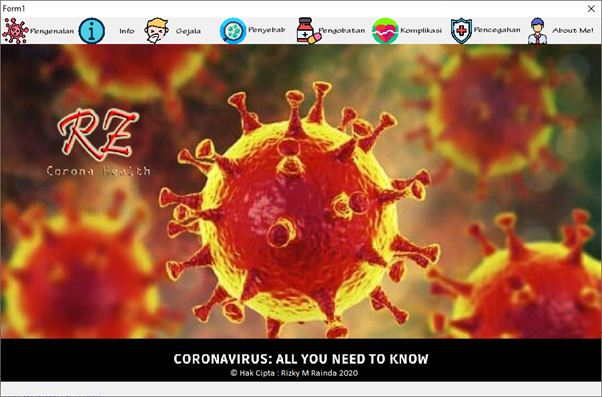 Form1
Pengenalan Info Gejala Penyebab Pengobatan Komplikasi Pencegahan About Me!
RZ
Corona Health
CORONAVIRUS: ALL YOU NEED TO KNOW
© Hak Cipta : Rizky M Rainda 2020